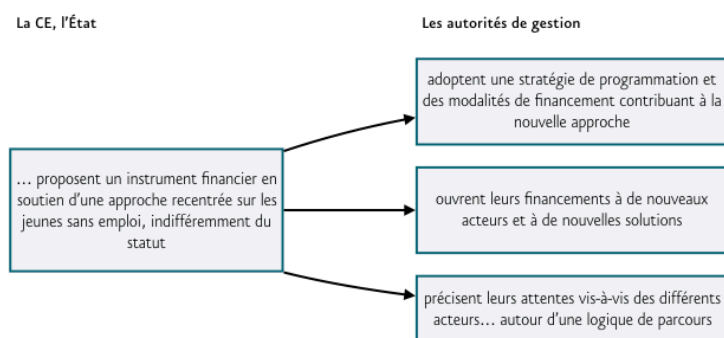 La CE, l'État
Les autorités de gestion
... proposent un instrument financier en
soutien d'une approche recentrée sur les
jeunes sans emploi, indifféremment du
statut
adoptent une stratégie de programmation et
des modalités de financement contribuant à la
nouvelle approche
ouvrent leurs financements à de nouveaux
acteurs et à de nouvelles solutions
précisent leurs attentes vis-à-vis des différents
acteurs... autour d'une logique de parcours